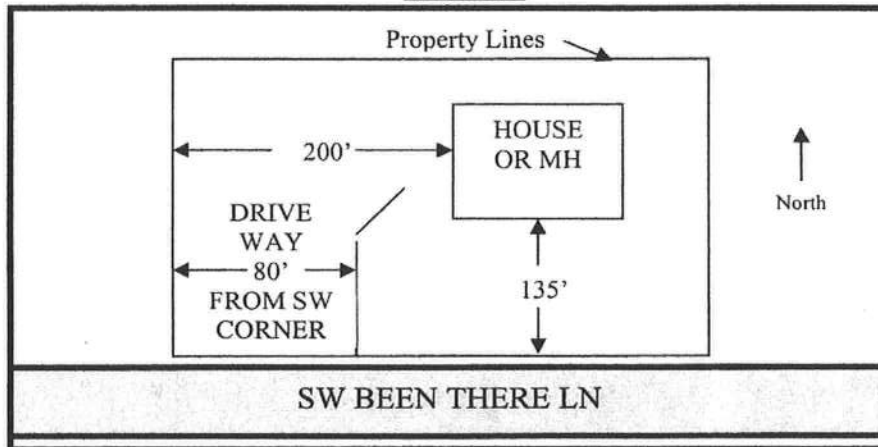 Property Lines
HOUSE
OR MH
200'
North
DRIVE
WAY
80'
FROM SW
CORNER
135'
SW BEEN THERE LN